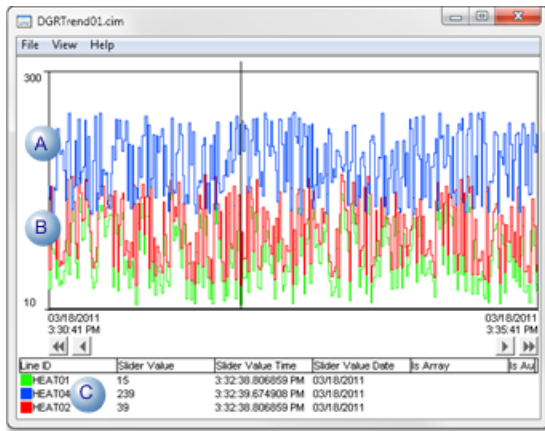 DGRTrend01.cim
File View Help
300
A
B
10
03/18/2011
3:30:41 PM
03/18/2011
3:35:41 PM
Line ID Slider Value Slider Value Time Slider Value Date Is Array Is Au
HEAT01 15 3:32:38.806859 PM 03/18/2011
HEAT04 239 3:32:39.674908 PM 03/18/2011
C
HEAT02 39 3:32:38.806859 PM 03/18/2011